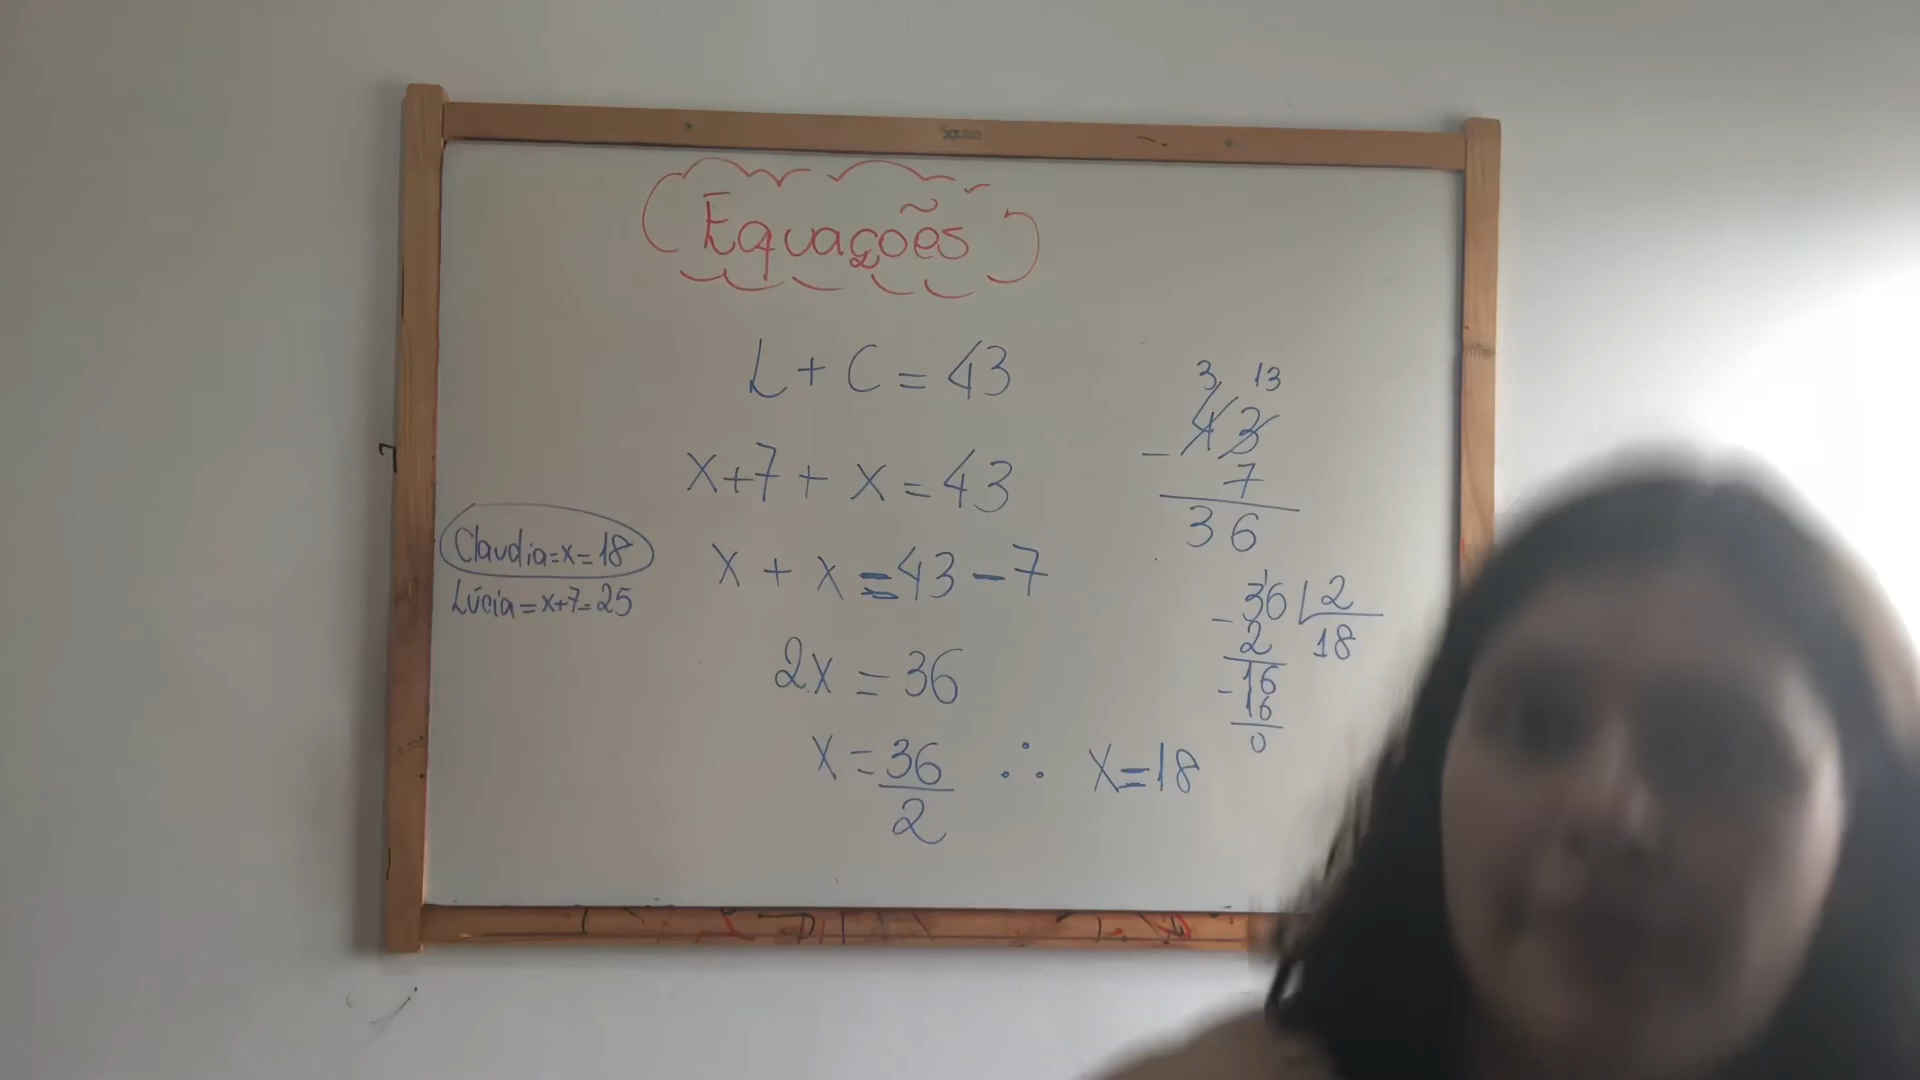 Equações
L + C = 43
x+7 + x = 43
x + x = 43 - 7
2x = 36
x = 36
2
∴ x = 18
Claudia = x = 18
Lúcia = x+7 = 25
3 13
43
- 7
36
36 | 2
- 2 18
16
- 16
0